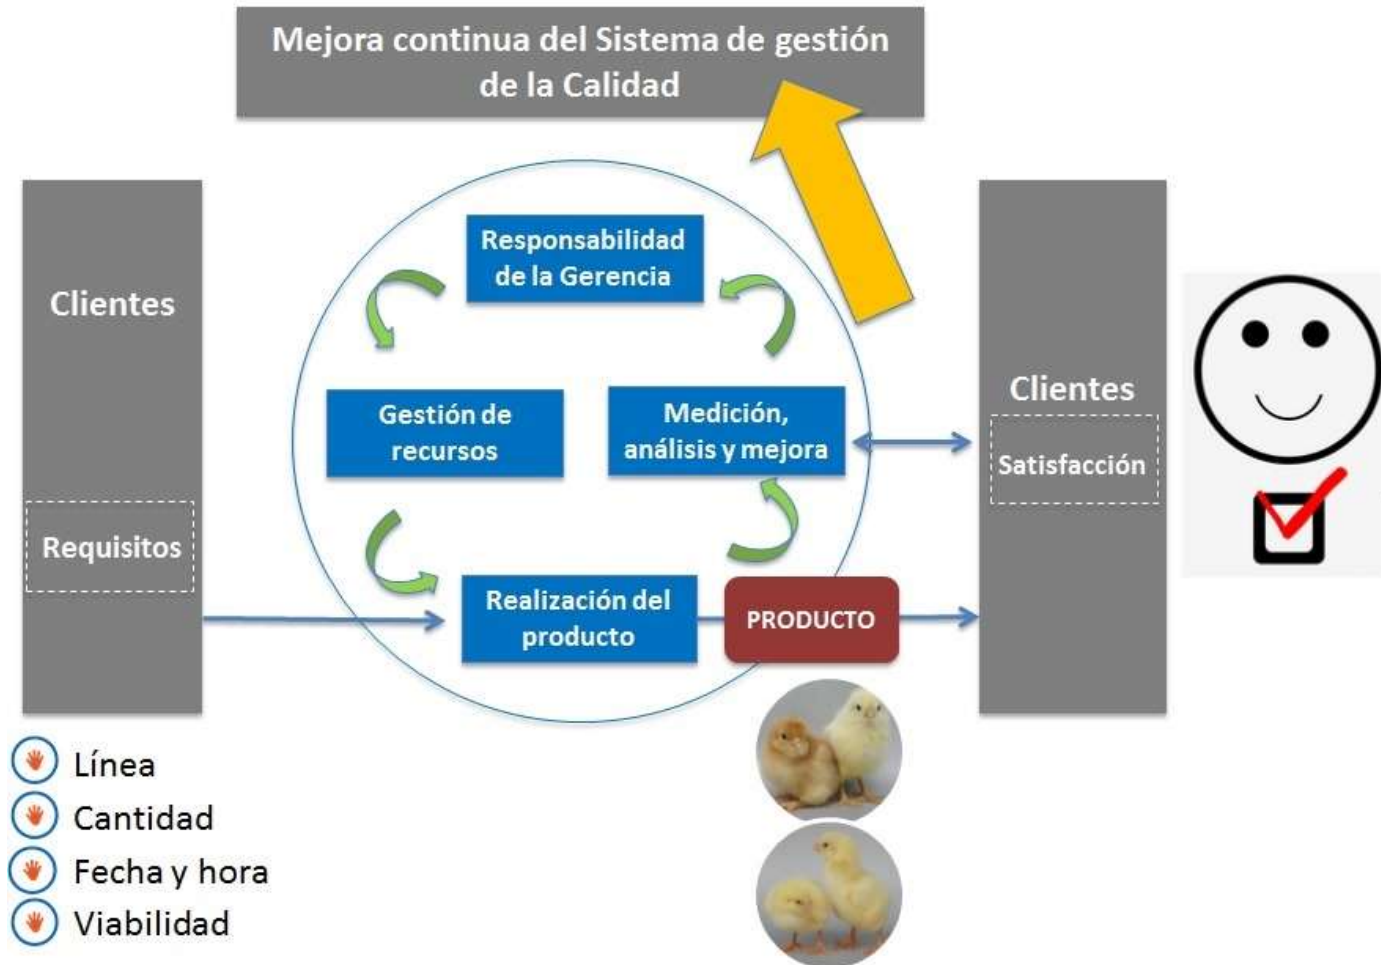 Mejora continua del Sistema de gestión
de la Calidad
Clientes
Requisitos
Responsabilidad
de la Gerencia
Gestión de
recursos
Medición,
análisis y mejora
Realización del
producto
PRODUCTO
Clientes
Satisfacción
Línea
Cantidad
Fecha y hora
Viabilidad